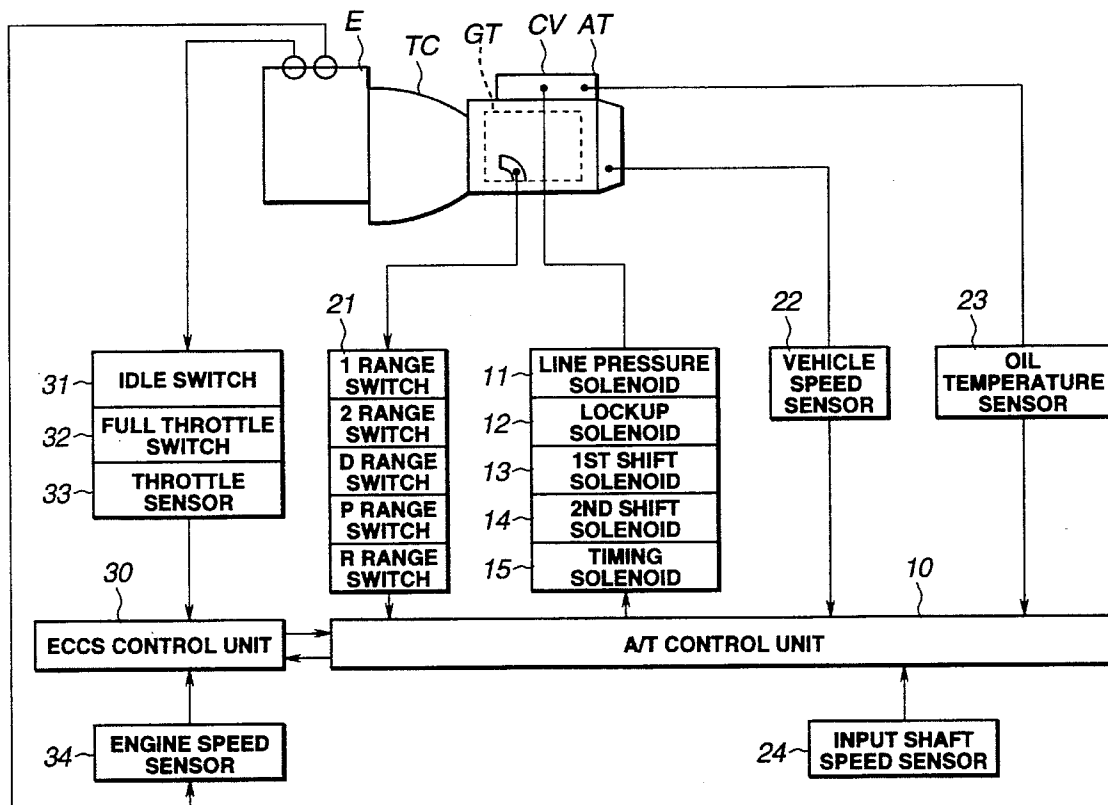 E
TC
GT
CV
AT
21
22
23
31
IDLE SWITCH
32
FULL THROTTLE
SWITCH
33
THROTTLE
SENSOR
1 RANGE
SWITCH
2 RANGE
SWITCH
D RANGE
SWITCH
P RANGE
SWITCH
R RANGE
SWITCH
11
LINE PRESSURE
SOLENOID
12
LOCKUP
SOLENOID
13
1ST SHIFT
SOLENOID
14
2ND SHIFT
SOLENOID
15
TIMING
SOLENOID
VEHICLE
SPEED
SENSOR
OIL
TEMPERATURE
SENSOR
30
10
ECCS CONTROL UNIT
A/T CONTROL UNIT
34
ENGINE SPEED
SENSOR
24
INPUT SHAFT
SPEED SENSOR